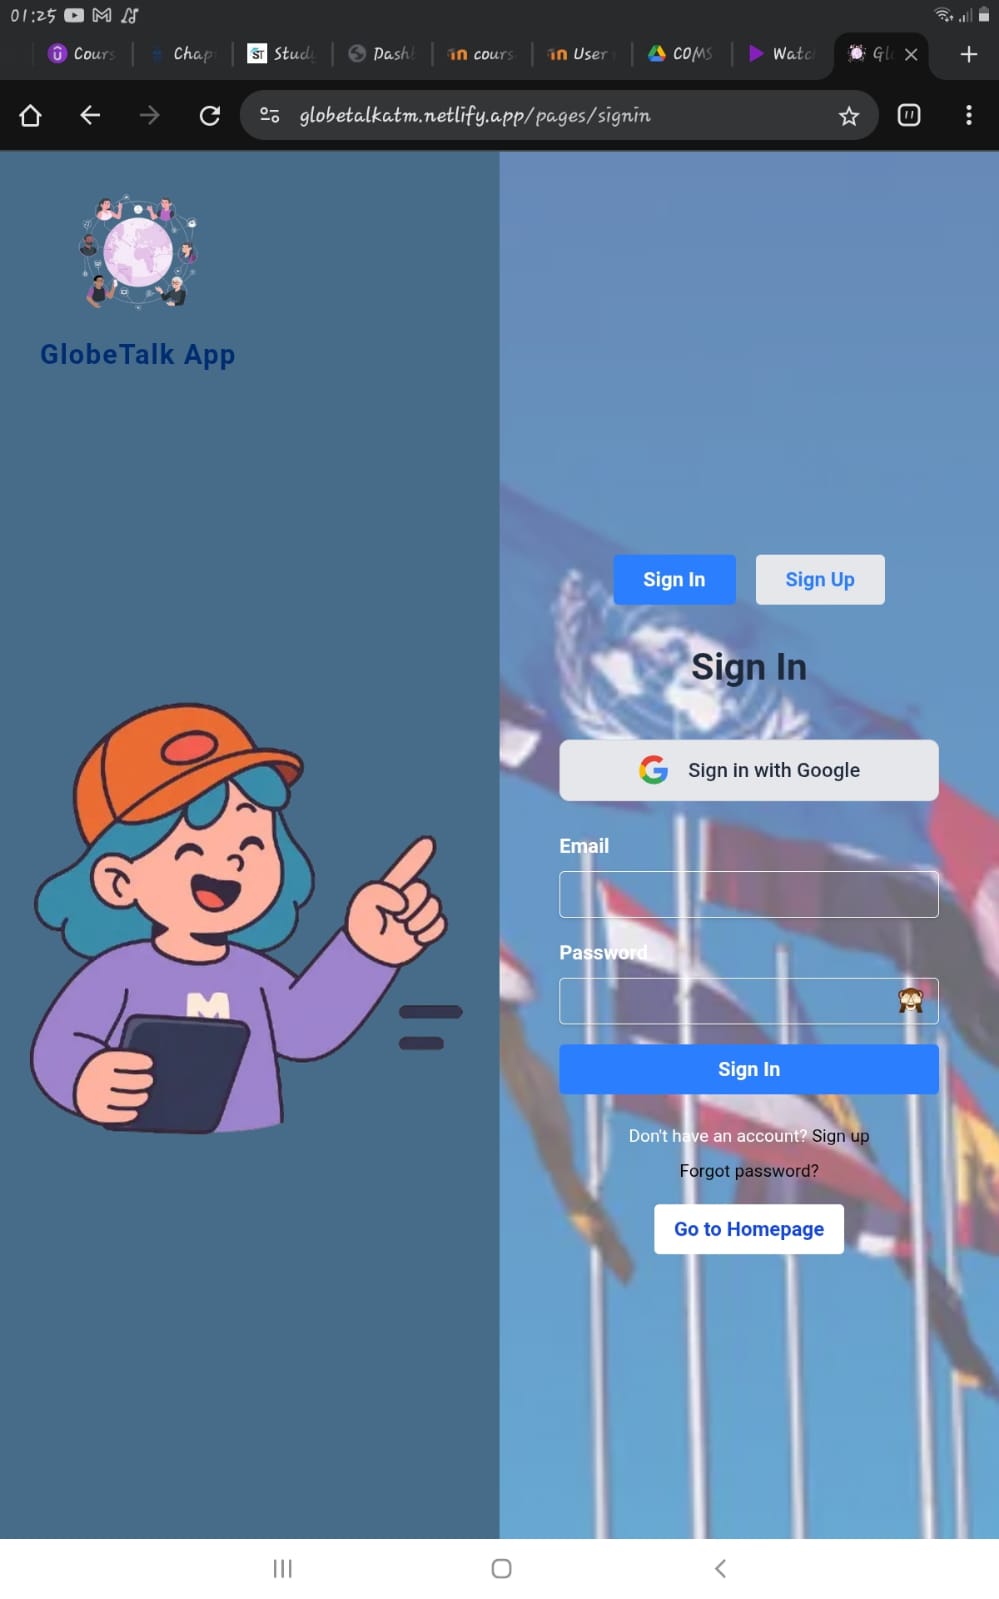 01:25
Cours
Chap
Stud
Dash
cours
User
COMS
Watc
Gl
globetalkatm.netlify.app/pages/signin
GlobeTalk App
Sign In
Sign Up
Sign In
Sign in with Google
Email
Password
Sign In
Don't have an account? Sign up
Forgot password?
Go to Homepage